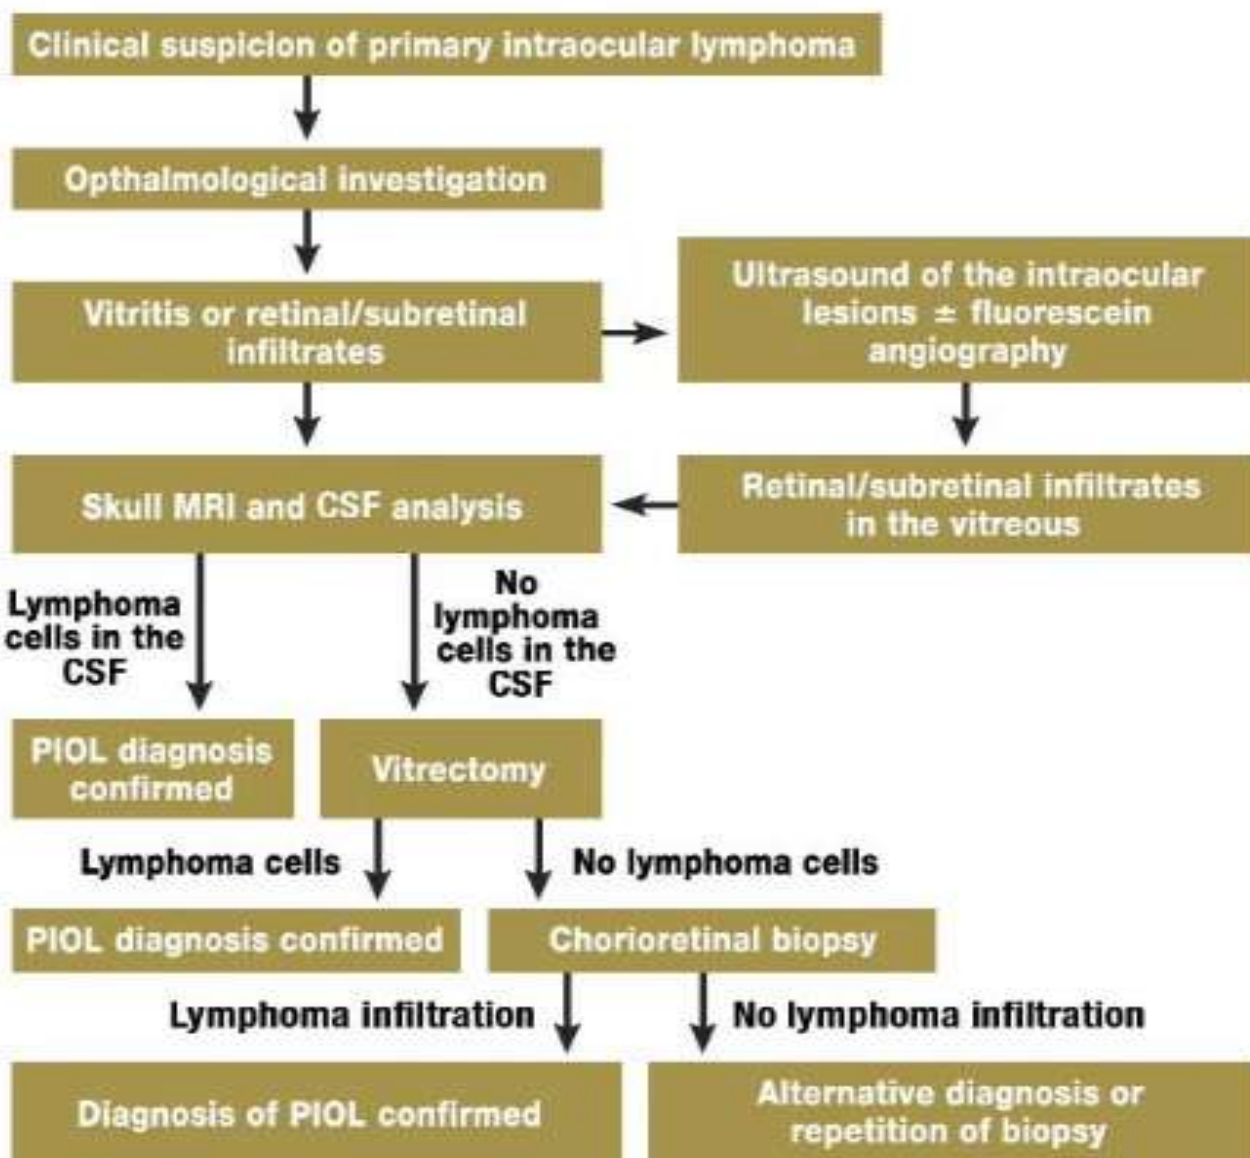 Clinical suspicion of primary intraocular lymphoma
Opthalmological investigation
Vitritis or retinal/subretinal
infiltrates
Ultrasound of the intraocular
lesions ± fluorescein
angiography
Skull MRI and CSF analysis
Retinal/subretinal infiltrates
in the vitreous
Lymphoma
cells in the
CSF
No
lymphoma
cells in the
CSF
PIOL diagnosis
confirmed
Vitrectomy
Lymphoma cells
No lymphoma cells
PIOL diagnosis confirmed
Chorioretinal biopsy
Lymphoma infiltration
No lymphoma infiltration
Diagnosis of PIOL confirmed
Alternative diagnosis or
repetition of biopsy